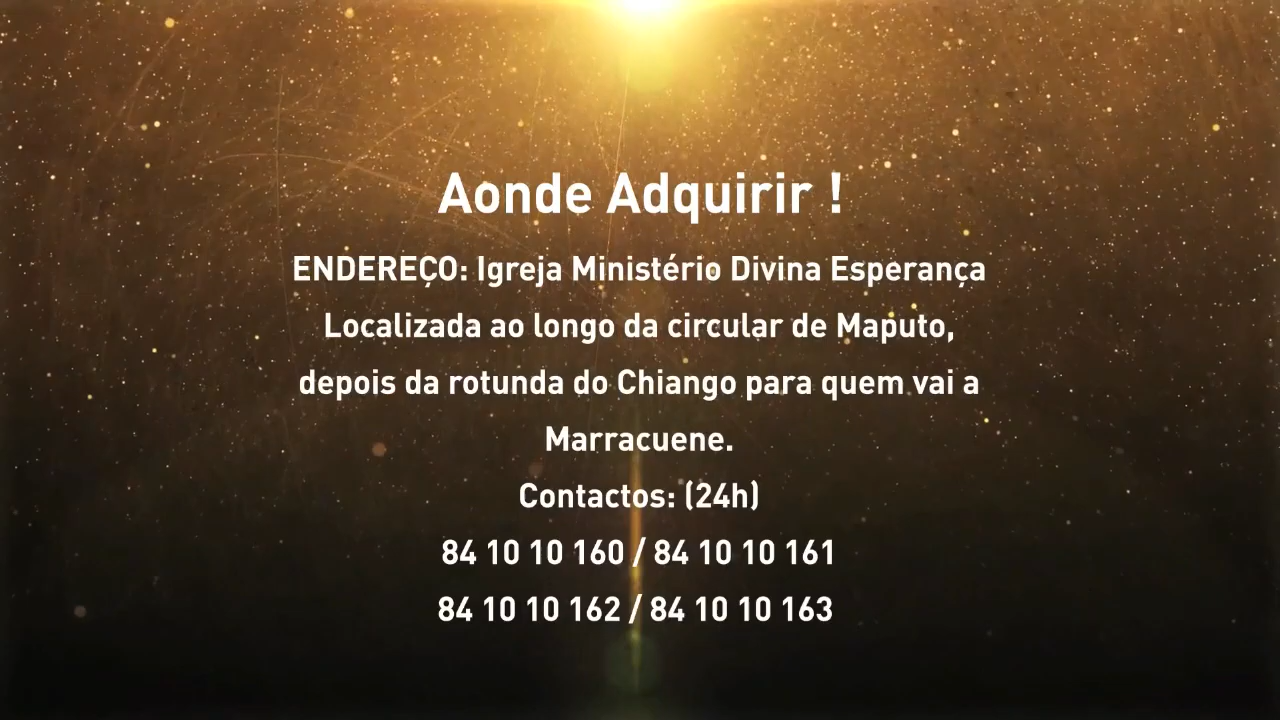 Aonde Adquirir !
ENDEREÇO: Igreja Ministério Divina Esperança
Localizada ao longo da circular de Maputo,
depois da rotunda do Chiango para quem vai a
Marracuene.
Contactos: (24h)
84 10 10 160 / 84 10 10 161
84 10 10 162 / 84 10 10 163